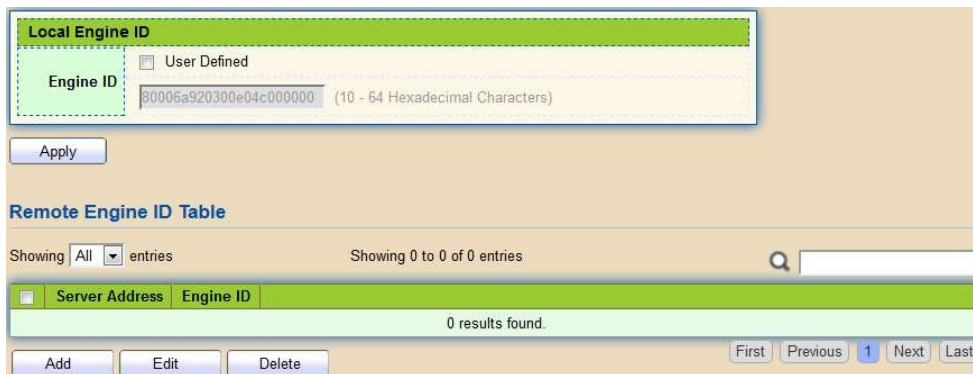 Local Engine ID
Engine ID
User Defined
80006a920300e04c000000 (10 - 64 Hexadecimal Characters)
Apply
Remote Engine ID Table
Showing All entries Showing 0 to 0 of 0 entries
Server Address Engine ID
0 results found.
Add Edit Delete First Previous 1 Next Last